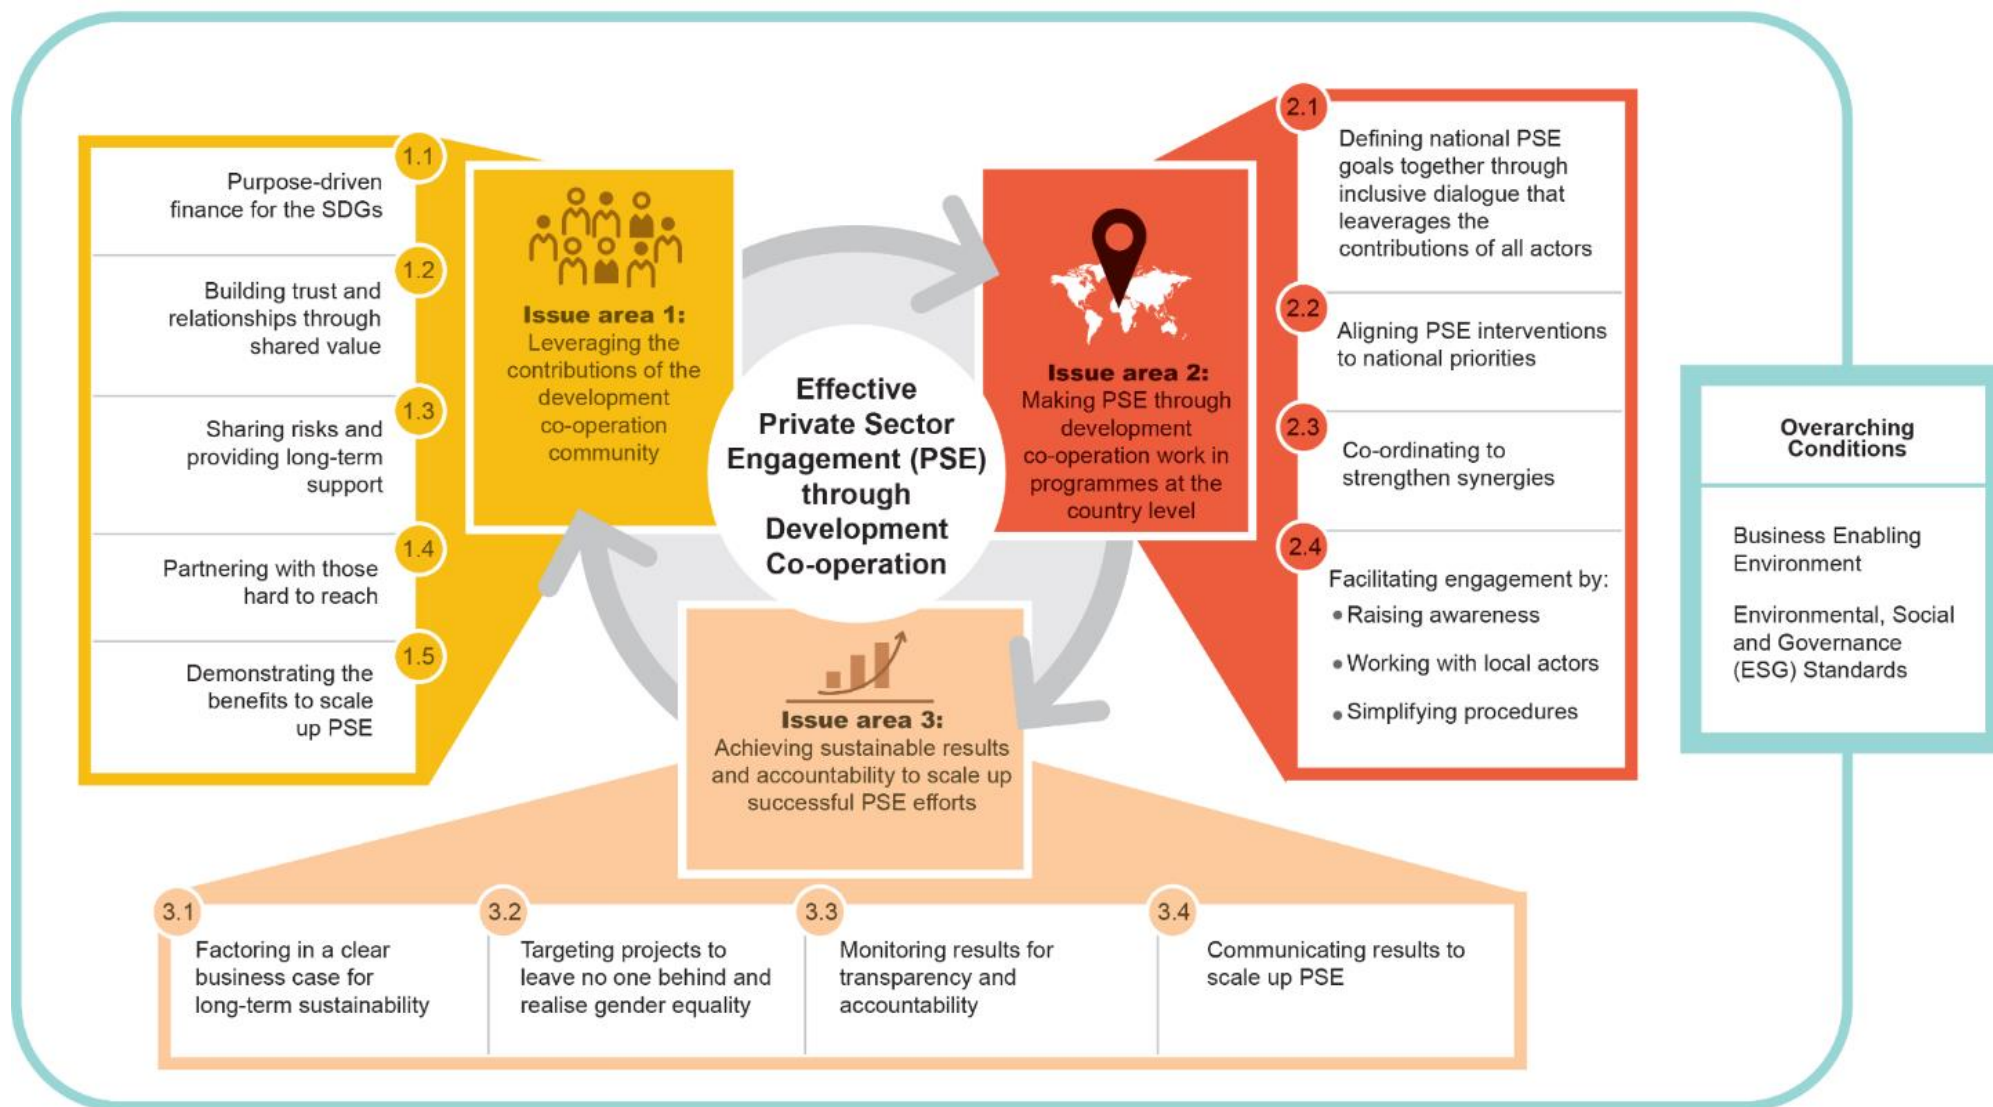 1.1
Purpose-driven
finance for the SDGs
1.2
Building trust and
relationships through
shared value
1.3
Sharing risks and
providing long-term
support
1.4
Partnering with those
hard to reach
1.5
Demonstrating the
benefits to scale
up PSE
Issue area 1:
Leveraging the
contributions of the
development
co-operation
community
Effective
Private Sector
Engagement (PSE)
through
Development
Co-operation
Issue area 2:
Making PSE through
development
co-operation work in
programmes at the
country level
2.1
Defining national PSE
goals together through
inclusive dialogue that
leaverages the
contributions of all actors
2.2
Aligning PSE interventions
to national priorities
2.3
Co-ordinating to
strengthen synergies
2.4
Facilitating engagement by:
• Raising awareness
• Working with local actors
• Simplifying procedures
Overarching
Conditions
Business Enabling
Environment
Environmental, Social
and Governance
(ESG) Standards
Issue area 3:
Achieving sustainable results
and accountability to scale up
successful PSE efforts
3.1
Factoring in a clear
business case for
long-term sustainability
3.2
Targeting projects to
leave no one behind and
realise gender equality
3.3
Monitoring results for
transparency and
accountability
3.4
Communicating results to
scale up PSE